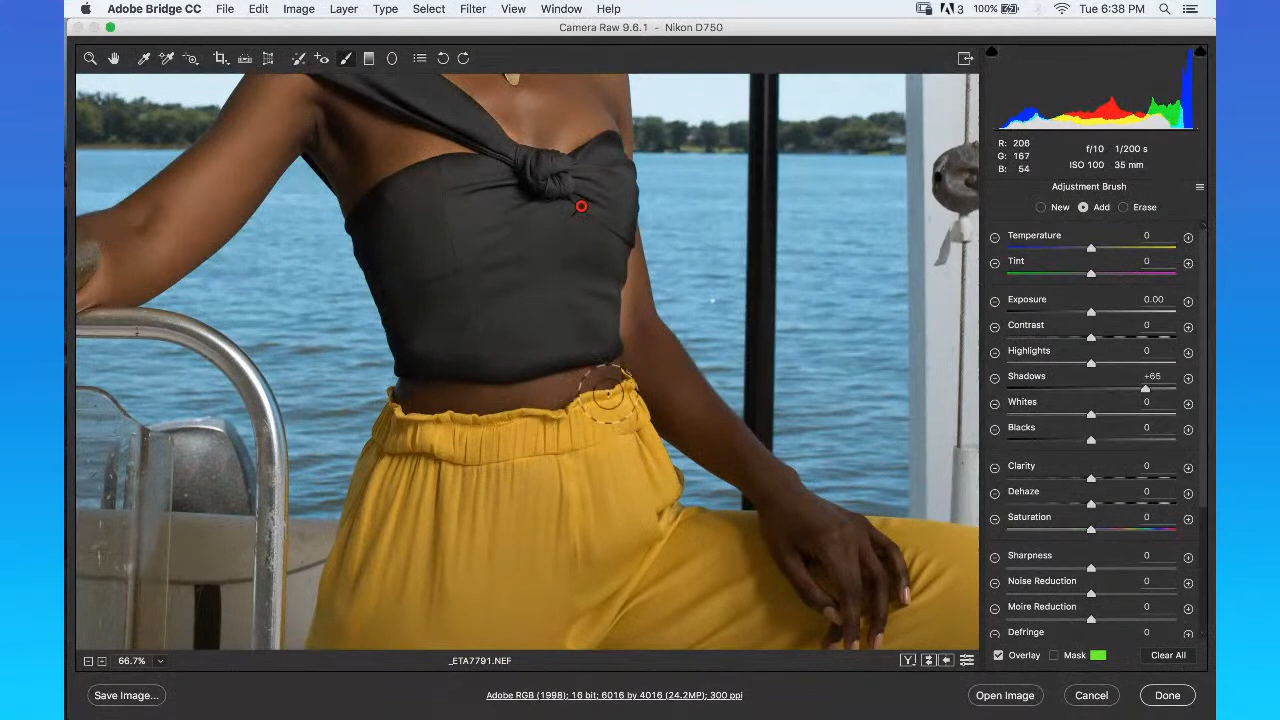 Adobe Bridge CC File Edit Image Layer Type Select Filter View Window Help 3 100% Tue 6:38 PM
Camera Raw 9.6.1 - Nikon D750
R: 206
G: 167
B: 54
f/10 1/200 s
ISO 100 35 mm
Adjustment Brush
New Add Erase
Temperature 0
Tint 0
Exposure 0.00
Contrast 0
Highlights 0
Shadows +65
Whites 0
Blacks 0
Clarity 0
Dehaze 0
Saturation 0
Sharpness 0
Noise Reduction 0
Moire Reduction 0
Defringe 0
66.7% _ETA7791.NEF Y Overlay Mask Clear All
Save Image... Adobe RGB (1998); 16 bit; 6016 by 4016 (24.2MP); 300 ppi Open Image Cancel Done